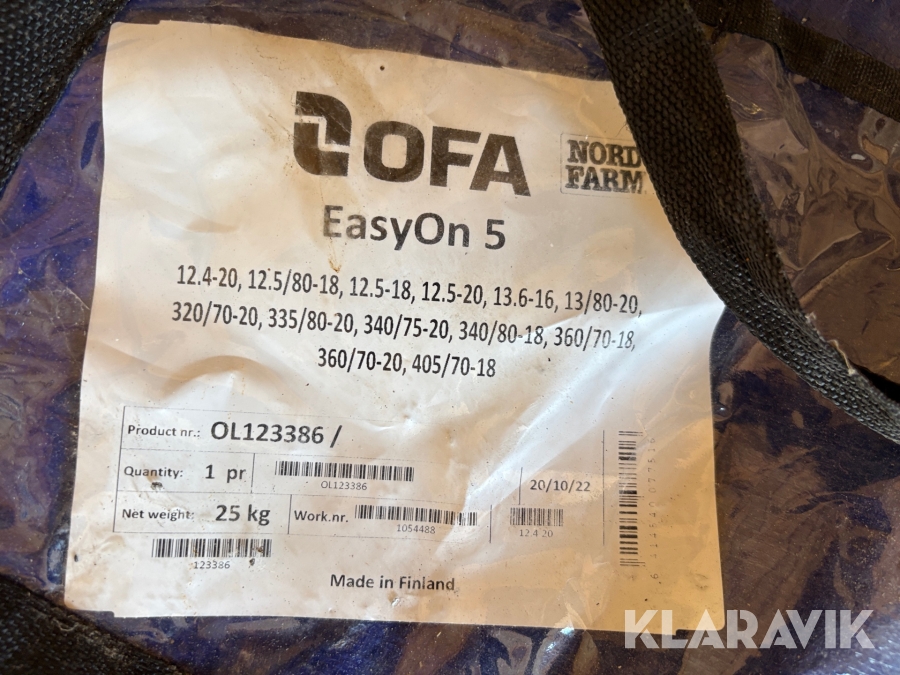 OFA
NORD
FARM
EasyOn 5
12.4-20, 12.5/80-18, 12.5-18, 12.5-20, 13.6-16, 13/80-20,
320/70-20, 335/80-20, 340/75-20, 340/80-18, 360/70-18,
360/70-20, 405/70-18
Product nr.: OL123386 /
Quantity: 1 pr
OL123386
20/10/22
Net weight: 25 kg
Work.nr.
1054488
12 4 20
123386
Made in Finland
KLARAVIK